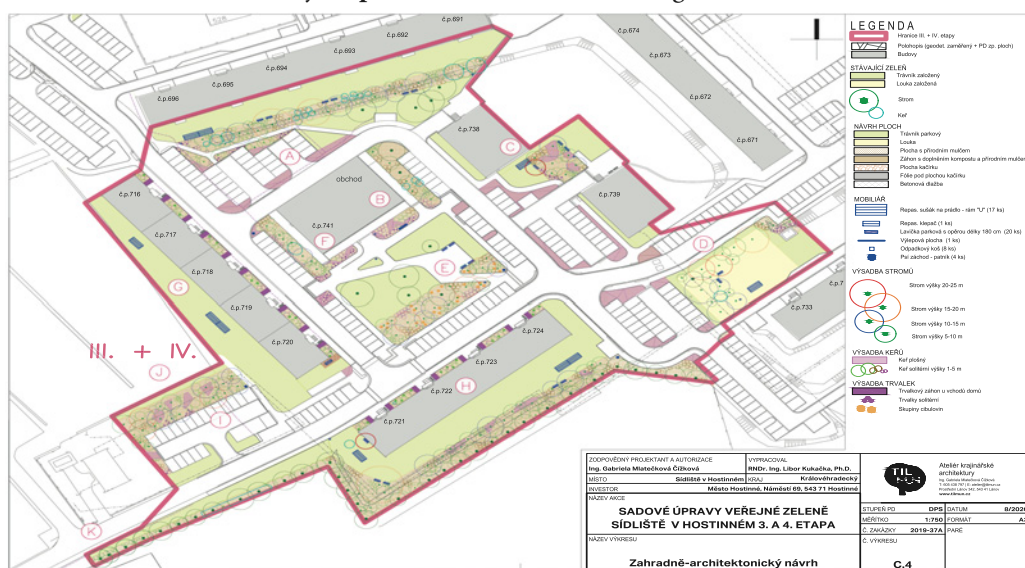 č.p.691
č.p.692
č.p.693
č.p.694
č.p.695
č.p.696
č.p.674
č.p.673
č.p.672
č.p.671
č.p.738
č.p.739
obchod
č.p.741
č.p.716
č.p.717
č.p.718
č.p.719
č.p.720
č.p.721
č.p.722
č.p.723
č.p.724
č.p.733
A
B
C
D
E
F
G
H
I
J
K
III. + IV.
LEGENDA
Hranice III. + IV. etapy
Polohopis (geodet. zaměřený + PD zp. ploch)
Budovy
STÁVAJÍCÍ ZELEŇ
Trávník založený
Louka založená
Strom
Keř
NÁVRH PLOCH
Trávník parkový
Louka
Plocha s přírodním mulčem
Záhon s doplněním kompostu a přírodním mulčem
Plocha kačírku
Fólie pod plochou kačírku
Betonová dlažba
MOBILIÁŘ
Repas. sušák na prádlo - rám "U" (17 ks)
Repas. klepač (1 ks)
Lavička parková s opěrou délky 180 cm (20 ks)
Výlepová plocha (1 ks)
Odpadkový koš (8 ks)
Psí záchod - patník (4 ks)
VÝSADBA STROMŮ
Strom výšky 20-25 m
Strom výšky 15-20 m
Strom výšky 10-15 m
Strom výšky 5-10 m
VÝSADBA KEŘŮ
Keř plošný
Keř solitérní výšky 1-5 m
VÝSADBA TRVALEK
Trvalkový záhon u vchodů domů
Trvalky solitérní
Skupiny cibulovin
ZODPOVĚDNÝ PROJEKTANT A AUTORIZACE
Ing. Gabriela Mlatečková Čížková
VYPRACOVAL
RNDr. Ing. Libor Kukačka, Ph.D.
MÍSTO Sídliště v Hostinném KRAJ Královéhradecký
INVESTOR Město Hostinné, Náměstí 69, 543 71 Hostinné
NÁZEV AKCE
SADOVÉ ÚPRAVY VEŘEJNÉ ZELENĚ
SÍDLIŠTĚ V HOSTINNÉM 3. A 4. ETAPA
NÁZEV VÝKRESU
Zahradně-architektonický návrh
TILMUN
Ateliér krajinářské
architektury
Ing. Gabriela Mlatečková Čížková
www.tilmun.cz
STUPEŇ PD DPS DATUM 8/2020
MĚŘÍTKO 1:750 FORMÁT
Č. ZAKÁZKY 2019-37A PARÉ
Č. VÝKRESU
C.4